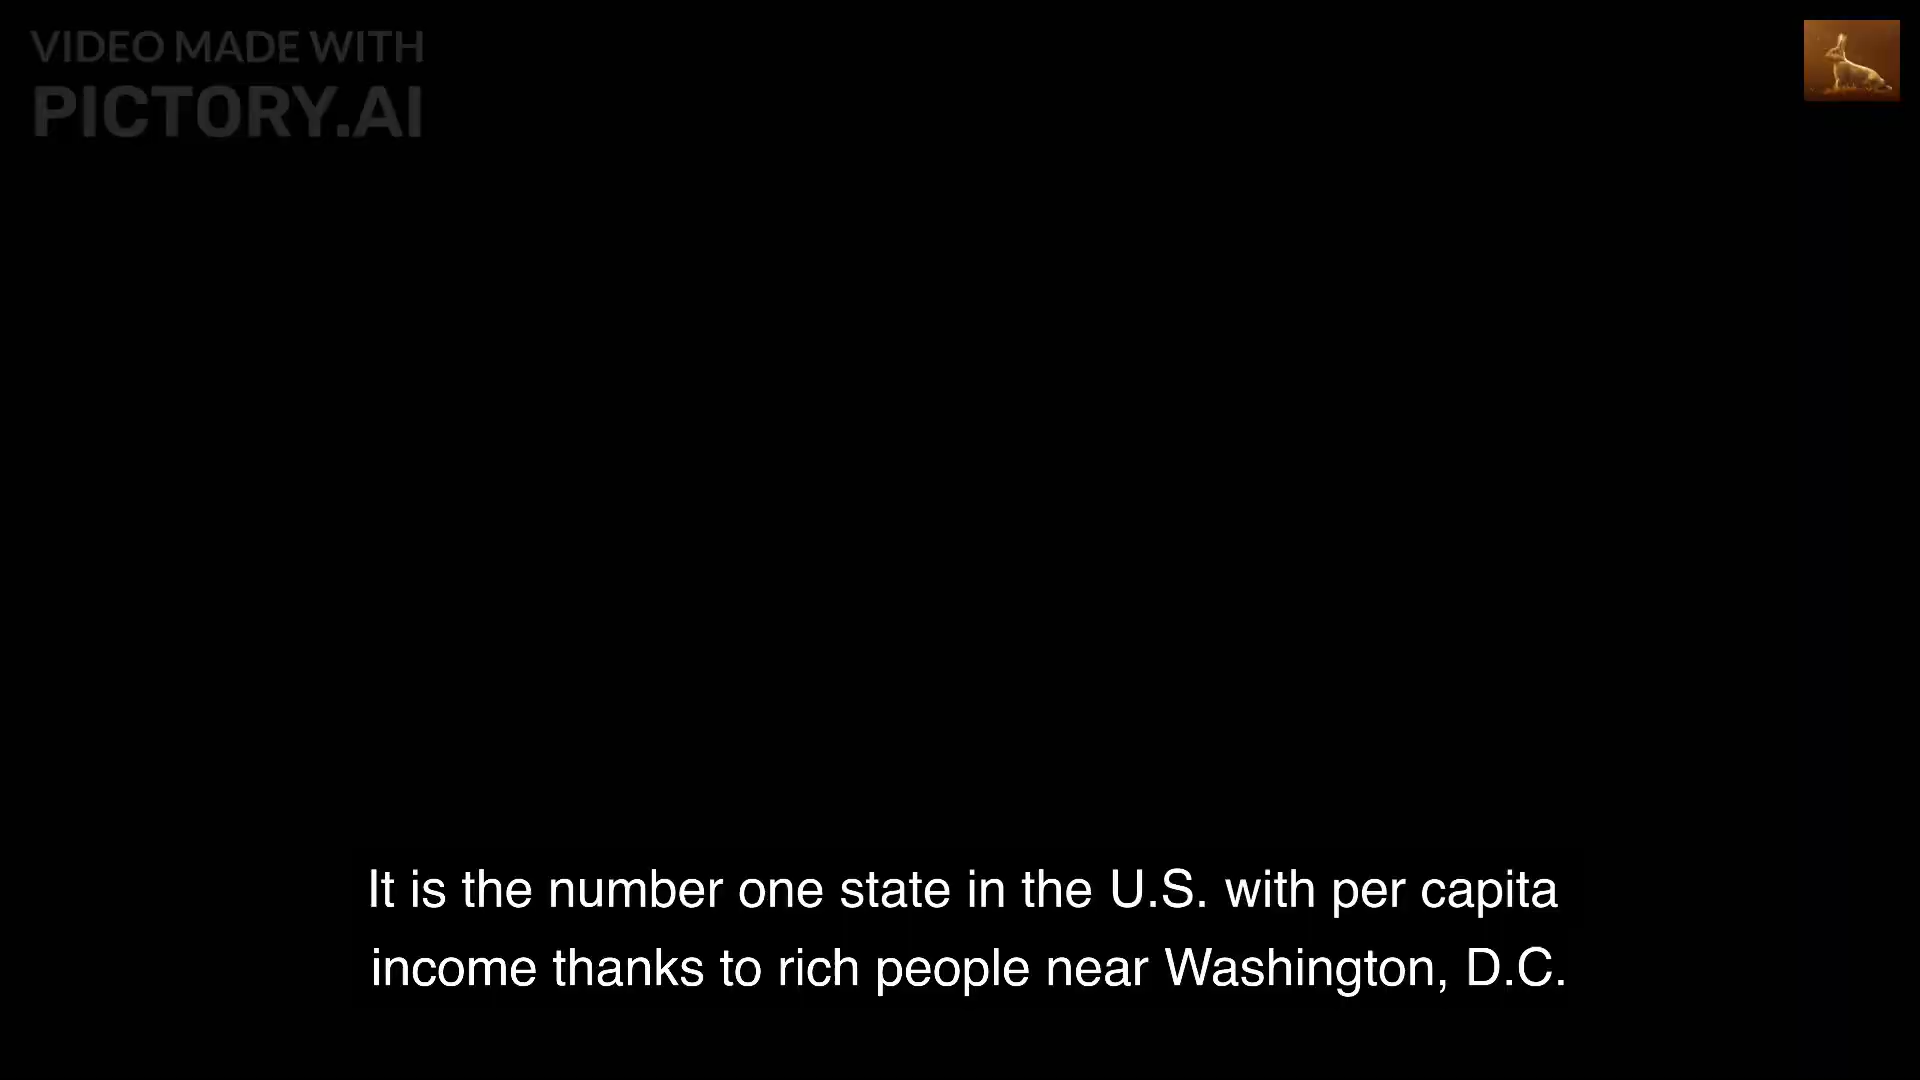 VIDEO MADE WITH
PICTORY.AI
It is the number one state in the U.S. with per capita
income thanks to rich people near Washington, D.C.